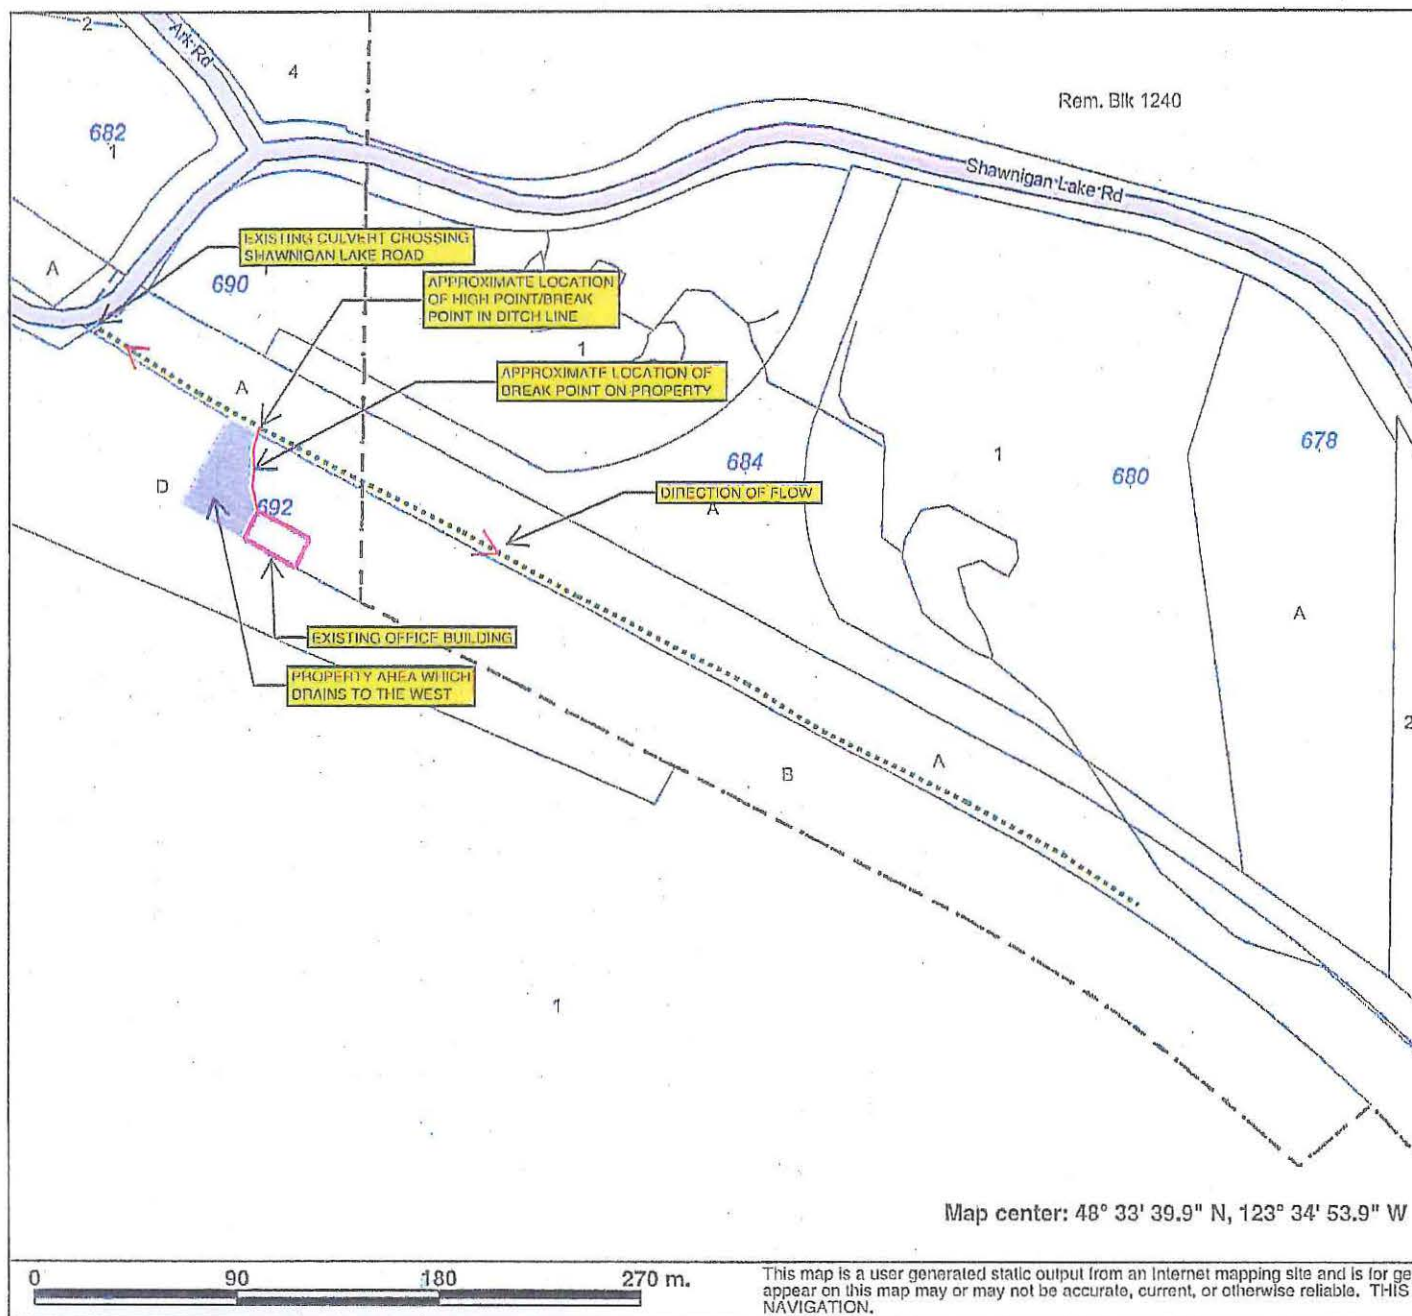 2
Ark Rd
4
Rem. Blk 1240
682
1
Shawnigan Lake Rd
A
EXISTING CULVERT CROSSING
SHAWNIGAN LAKE ROAD
690
1
APPROXIMATE LOCATION
OF HIGH POINT/BREAK
POINT IN DITCH LINE
1
APPROXIMATE LOCATION OF
BREAK POINT ON PROPERTY
A
684
1
680
678
D
692
DIRECTION OF FLOW
A
A
EXISTING OFFICE BUILDING
PROPERTY AREA WHICH
DRAINS TO THE WEST
2
B
A
1
Map center: 48° 33' 39.9" N, 123° 34' 53.9" W
0 90 180 270 m.
This map is a user generated static output from an Internet mapping site and is for ge
appear on this map may or may not be accurate, current, or otherwise reliable. THIS
NAVIGATION.